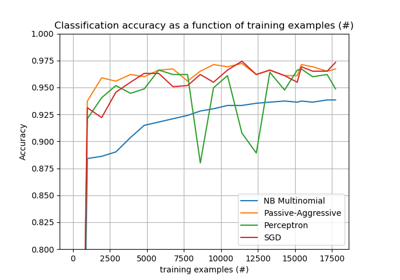 Classification accuracy as a function of training examples (#)
1.000
0.975
0.950
0.925
0.900
0.875
0.850
0.825
0.800
Accuracy
NB Multinomial
Passive-Aggressive
Perceptron
SGD
0 2500 5000 7500 10000 12500 15000 17500
training examples (#)